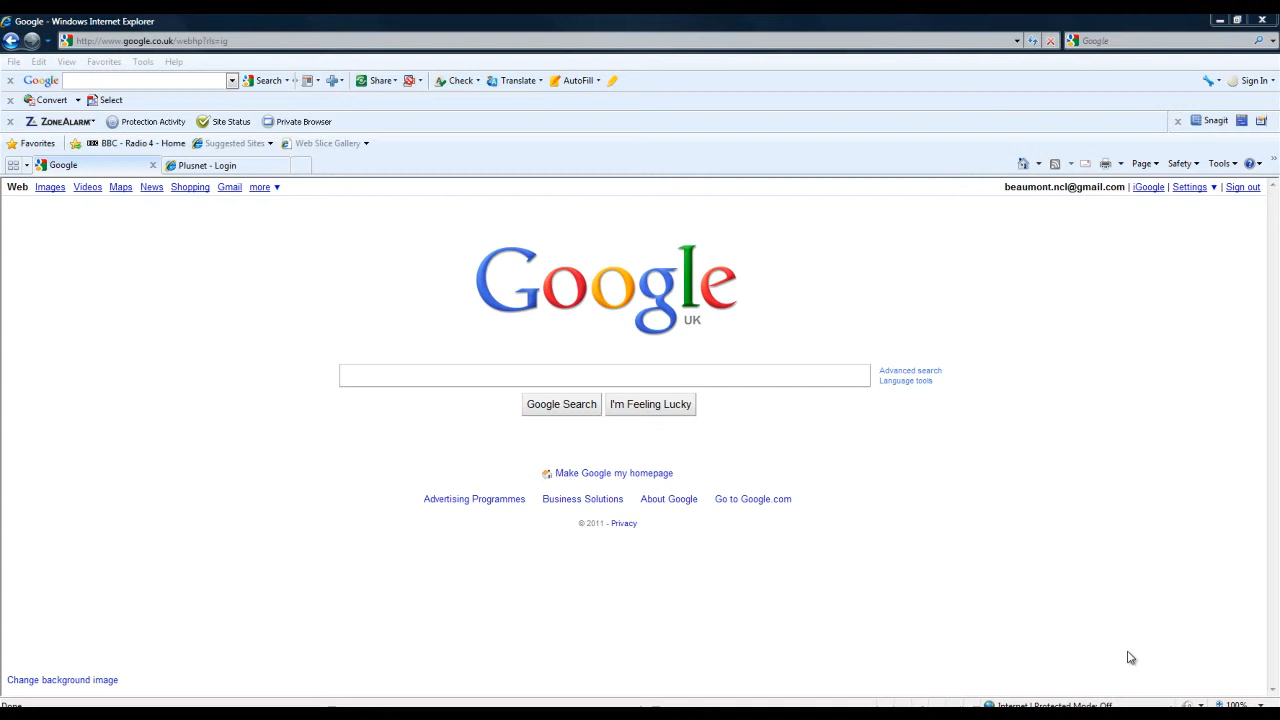 Google - Windows Internet Explorer
http://www.google.co.uk/webhp?rls=ig
Google
File Edit View Favorites Tools Help
Google Search Share Check Translate AutoFill Sign In
Convert Select
ZONEALARM Protection Activity Site Status Private Browser Snagit
Favorites BBC - Radio 4 - Home Suggested Sites Web Slice Gallery
Google Plusnet - Login Page Safety Tools
Web Images Videos Maps News Shopping Gmail more beaumont.ncl@gmail.com | iGoogle | Settings | Sign out
Google
UK
Advanced search
Language tools
Google Search I'm Feeling Lucky
Make Google my homepage
Advertising Programmes Business Solutions About Google Go to Google.com
© 2011 - Privacy
Change background image
Done Internet | Protected Mode: Off 100%